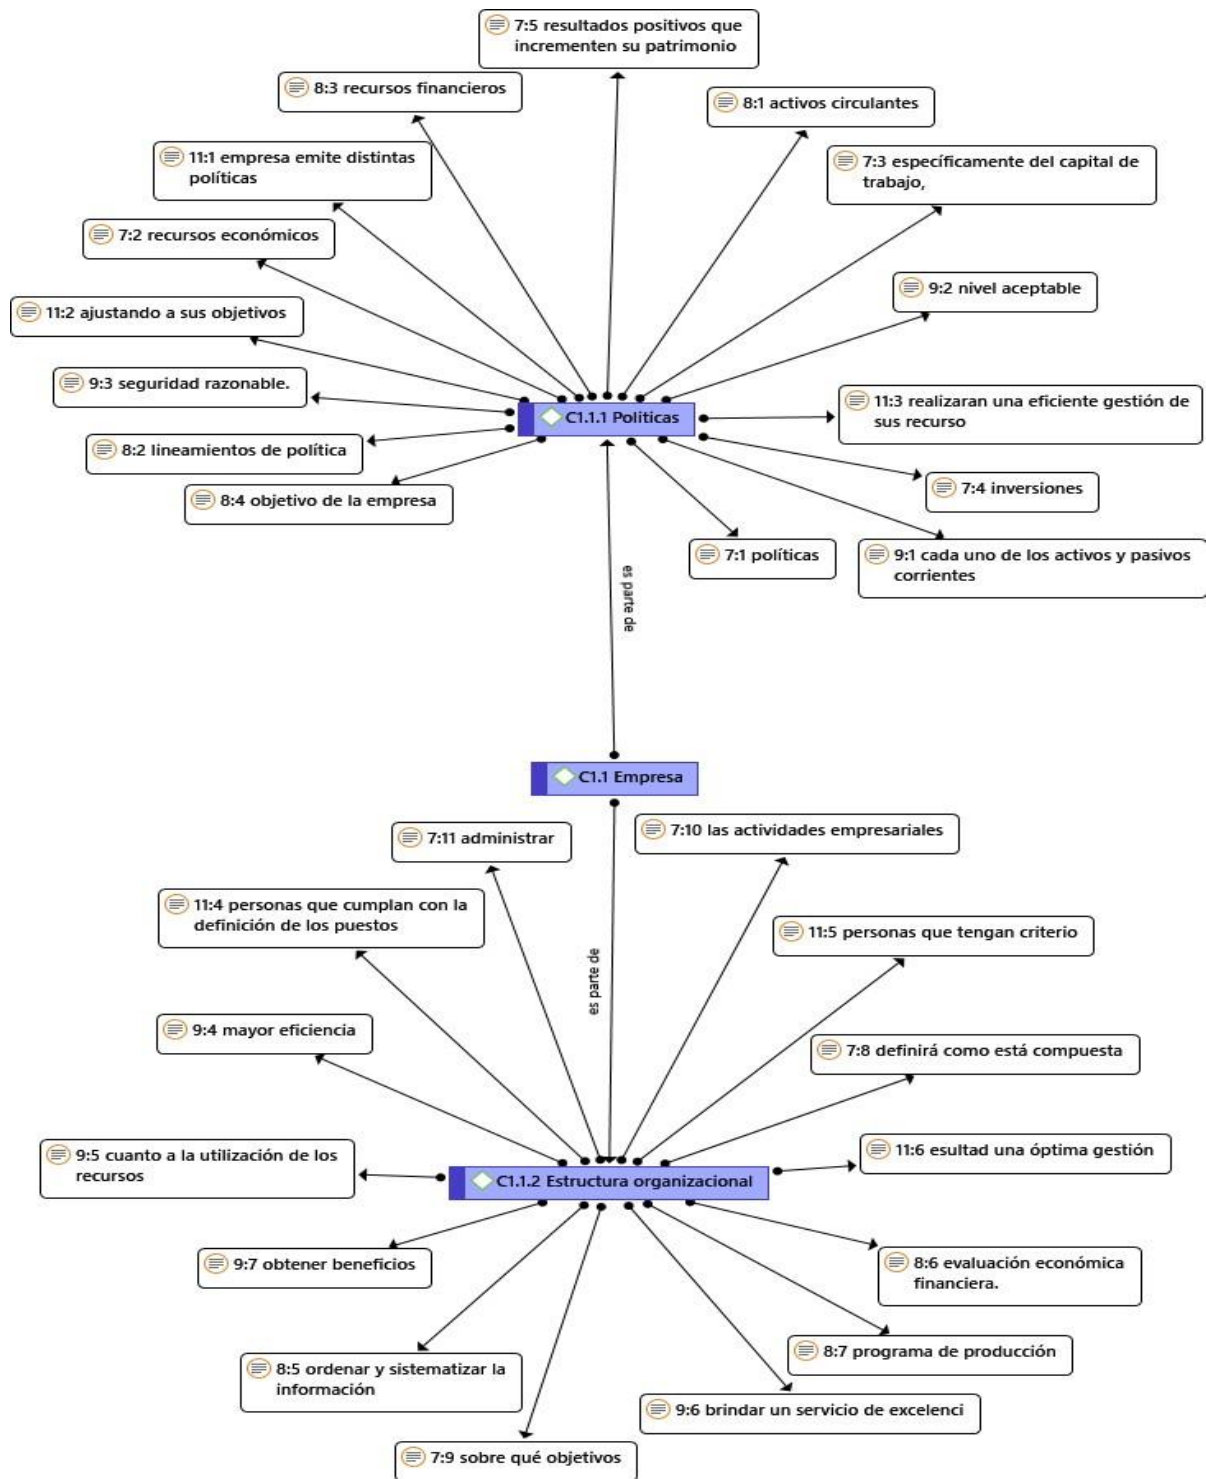 7:5 resultados positivos que
incrementen su patrimonio
8:3 recursos financieros
8:1 activos circulantes
11:1 empresa emite distintas
políticas
7:3 específicamente del capital de
trabajo,
7:2 recursos económicos
9:2 nivel aceptable
11:2 ajustando a sus objetivos
9:3 seguridad razonable.
C1.1.1 Políticas
11:3 realizaran una eficiente gestión de
sus recurso
8:2 lineamientos de política
8:4 objetivo de la empresa
7:4 inversiones
7:1 políticas
9:1 cada uno de los activos y pasivos
corrientes
es parte de
C1.1 Empresa
7:11 administrar
7:10 las actividades empresariales
11:4 personas que cumplan con la
definición de los puestos
11:5 personas que tengan criterio
es parte de
9:4 mayor eficiencia
7:8 definirá como está compuesta
9:5 cuanto a la utilización de los
recursos
11:6 esultad una óptima gestión
C1.1.2 Estructura organizacional
9:7 obtener beneficios
8:6 evaluación económica
financiera.
8:5 ordenar y sistematizar la
información
8:7 programa de producción
9:6 brindar un servicio de excelenci
7:9 sobre qué objetivos